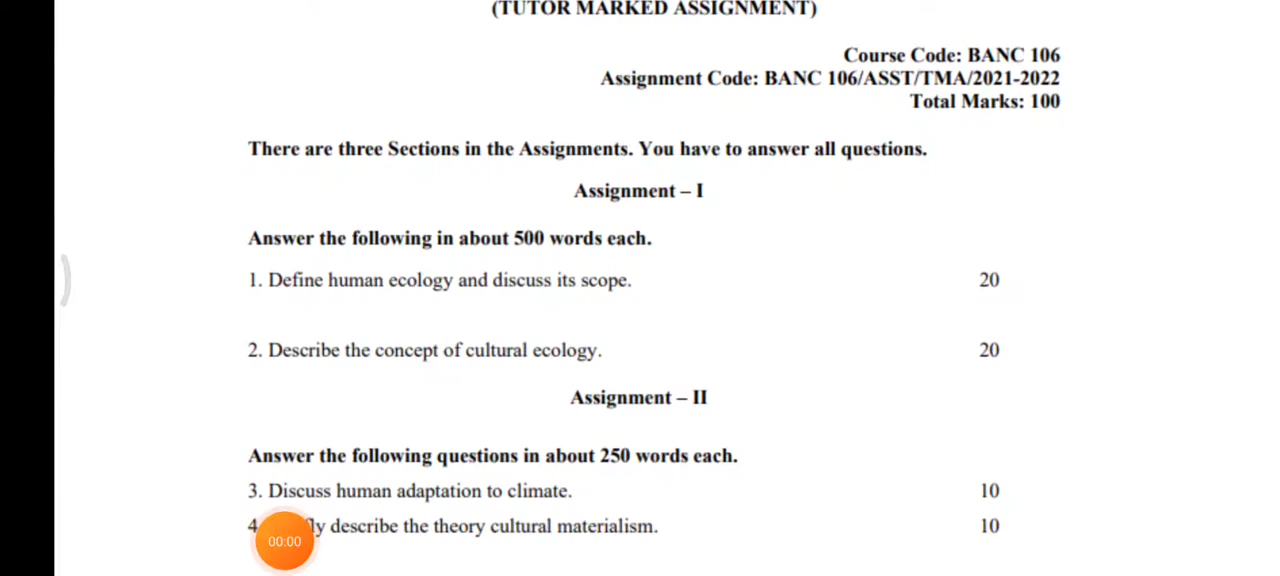 (TUTOR MARKED ASSIGNMENT)
Course Code: BANC 106
Assignment Code: BANC 106/ASST/TMA/2021-2022
Total Marks: 100
There are three Sections in the Assignments. You have to answer all questions.
Assignment – I
Answer the following in about 500 words each.
1. Define human ecology and discuss its scope. 20
2. Describe the concept of cultural ecology. 20
Assignment – II
Answer the following questions in about 250 words each.
3. Discuss human adaptation to climate. 10
4 describe the theory cultural materialism. 10
00:00